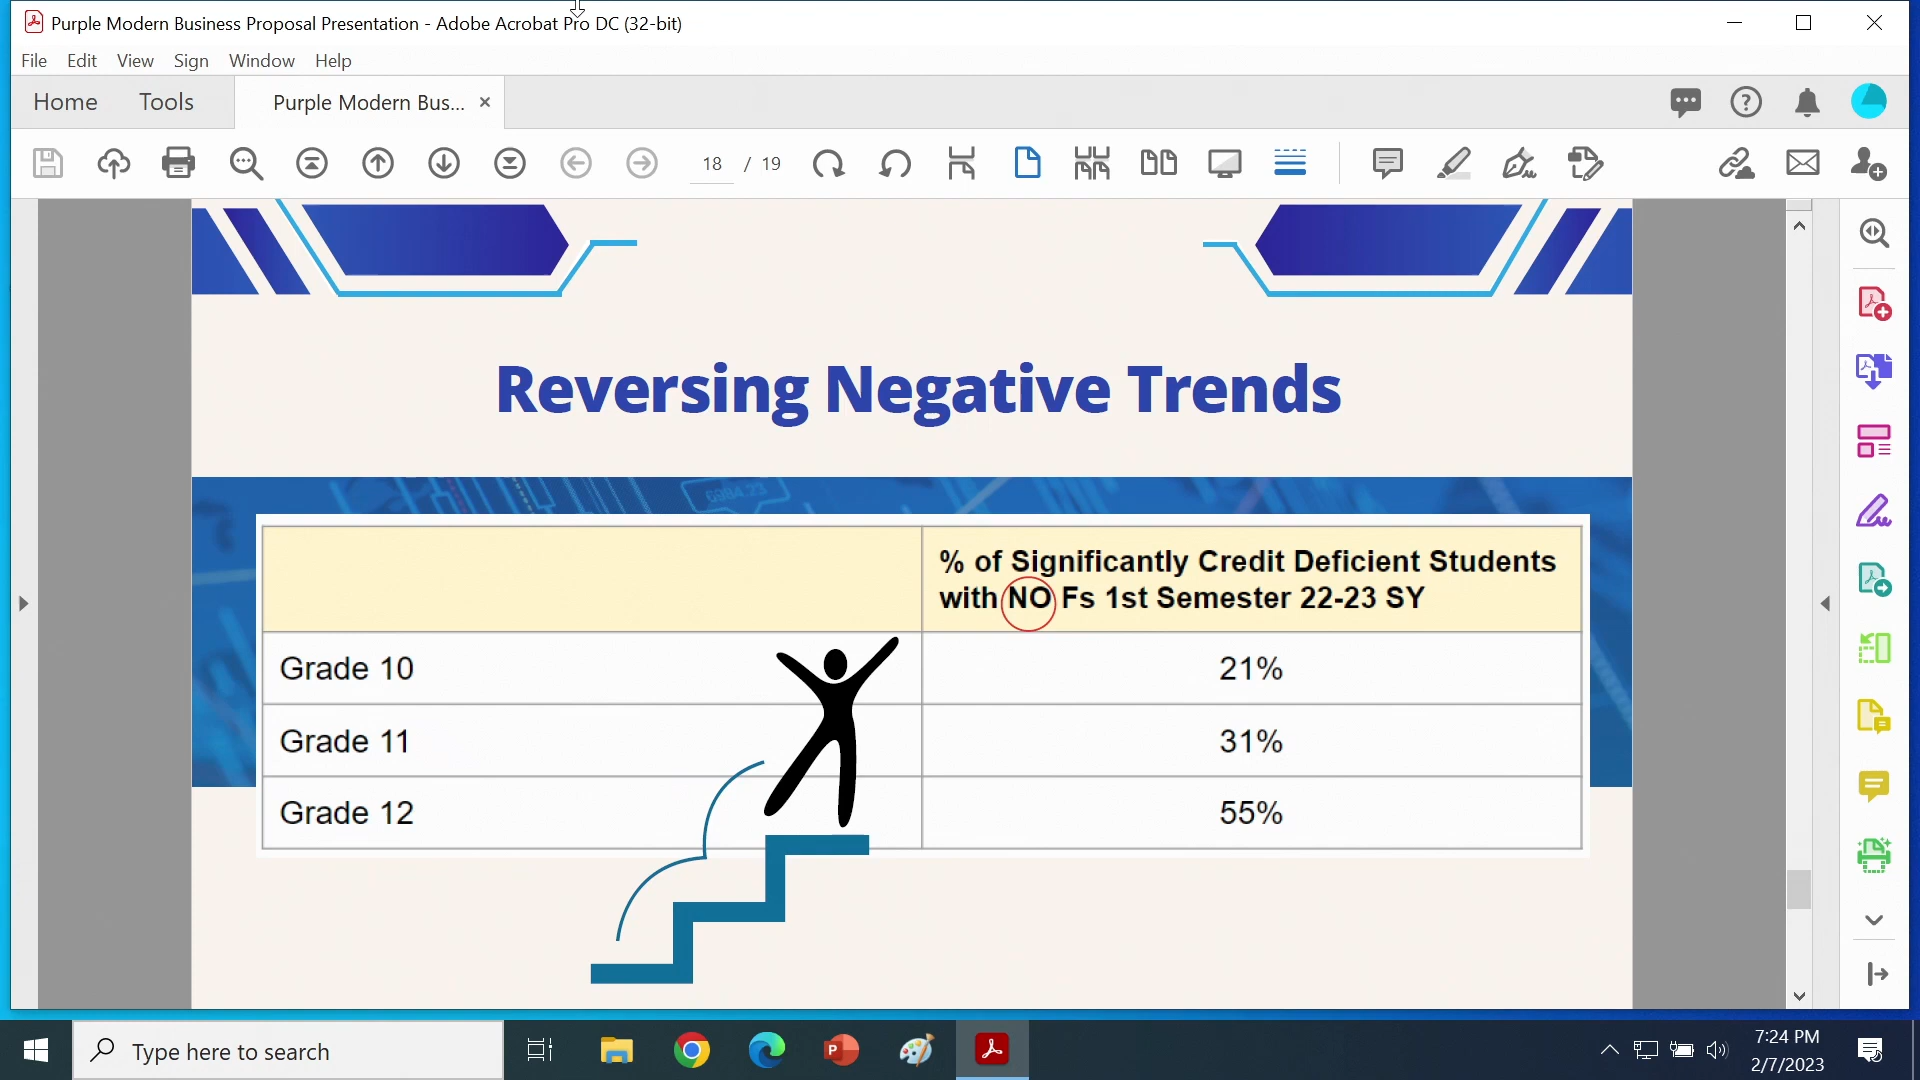 Purple Modern Business Proposal Presentation - Adobe Acrobat Pro DC (32-bit)
File Edit View Sign Window Help
Home Tools Purple Modern Bus...
18 / 19
Reversing Negative Trends
6984.23
% of Significantly Credit Deficient Students
with NO Fs 1st Semester 22-23 SY
Grade 10 21%
Grade 11 31%
Grade 12 55%
Type here to search
7:24 PM
2/7/2023